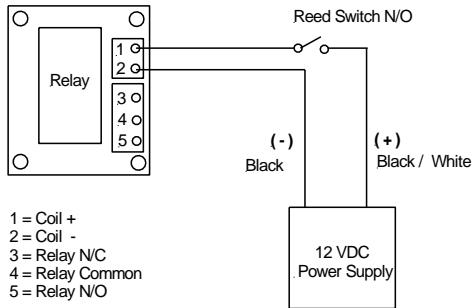 Reed Switch N/O
1
2
Relay
3
4
5
(-)
Black
(+)
Black / White
1 = Coil +
2 = Coil -
3 = Relay N/C
4 = Relay Common
5 = Relay N/O
12 VDC
Power Supply